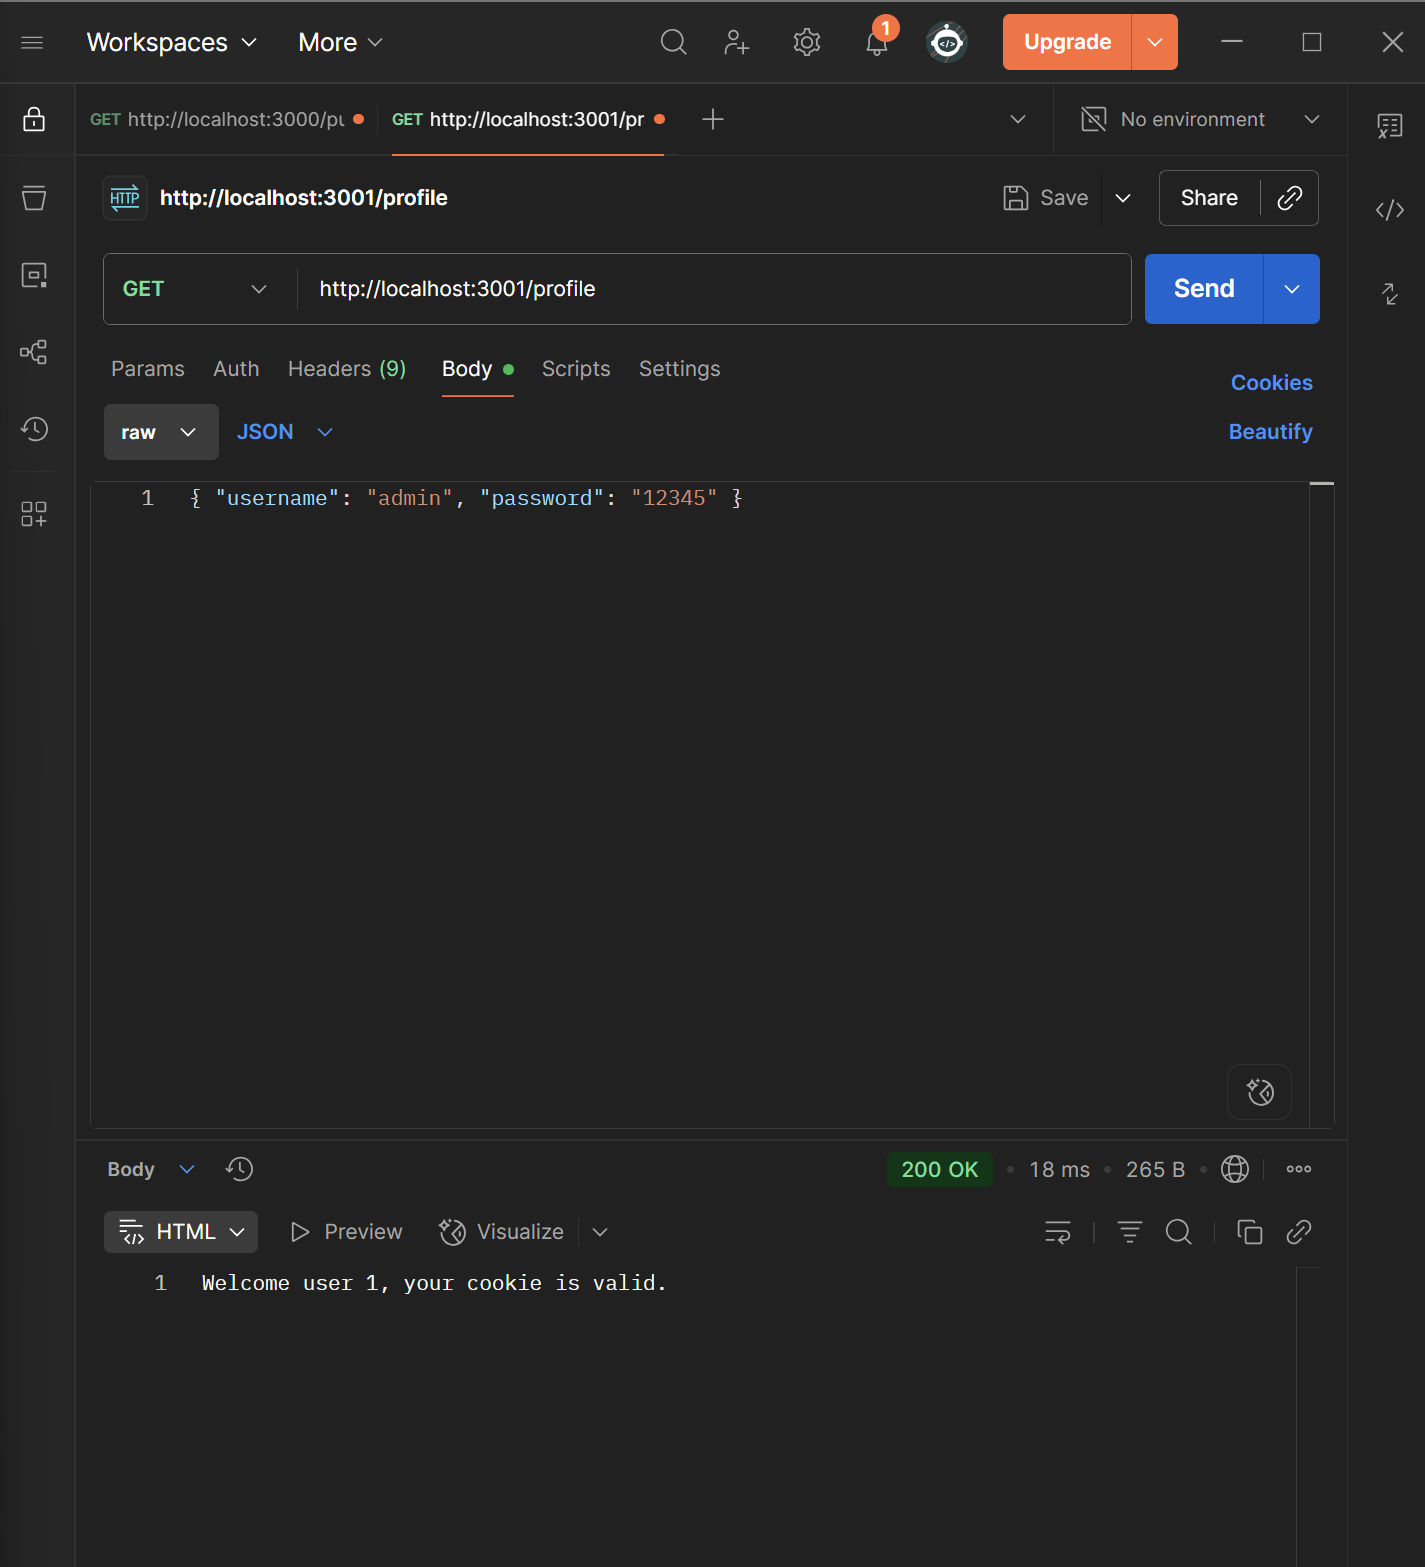 Workspaces More 1 Upgrade
GET http://localhost:3000/pu GET http://localhost:3001/pr No environment
HTTP http://localhost:3001/profile Save Share
GET http://localhost:3001/profile Send
Params Auth Headers (9) Body Scripts Settings Cookies
raw JSON Beautify
1 { "username": "admin", "password": "12345" }
Body 200 OK • 18 ms • 265 B •
HTML Preview Visualize
1 Welcome user 1, your cookie is valid.